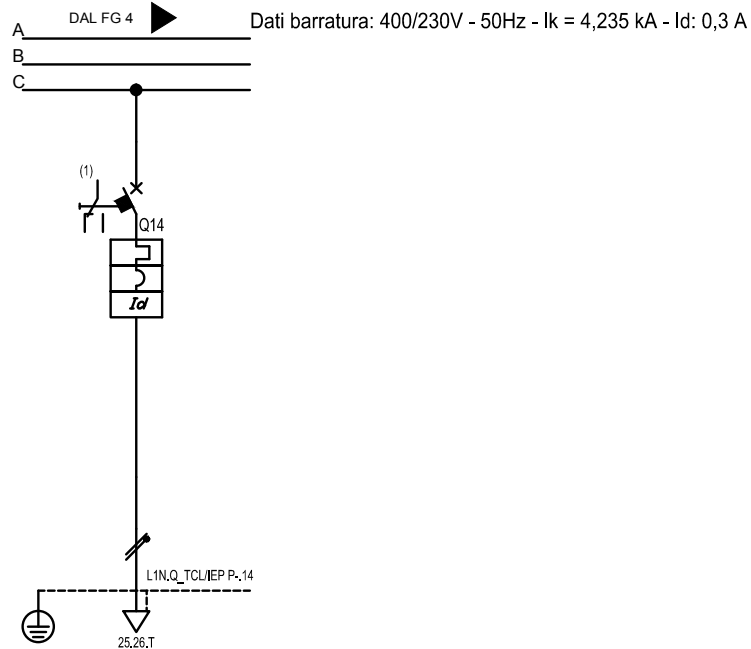 DAL FG 4
Dati barratura: 400/230V - 50Hz - Ik = 4,235 kA - Id: 0,3 A
A
B
C
(1)
Q14
Id
L1N.Q_TCL/IEP P-.14
25.26.T